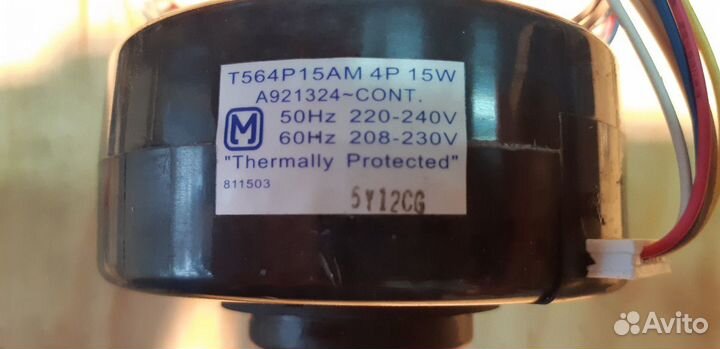 T564P15AM 4P 15W
A921324~CONT.
M 50Hz 220-240V
60Hz 208-230V
"Thermally Protected"
811503
5Y12CG
Avito